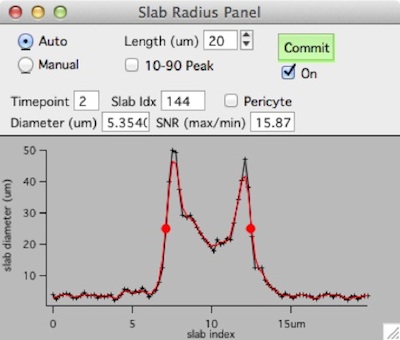 Slab Radius Panel
Auto Length (um) 20 Commit
Manual 10-90 Peak On
Timepoint 2 Slab Idx 144 Pericyte
Diameter (um) 5.3540 SNR (max/min) 15.87
50
40
30
20
10
slab diameter (um)
0 5 10 15um
slab index